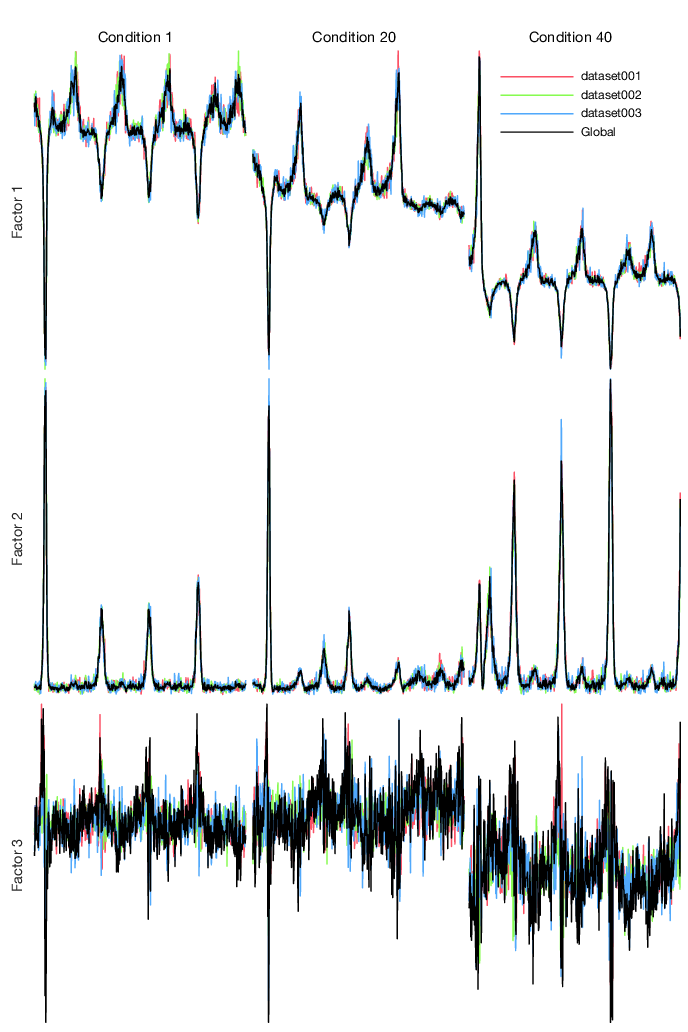 Condition 1
Condition 20
Condition 40
dataset001
dataset002
dataset003
Global
Factor 1
Factor 2
Factor 3